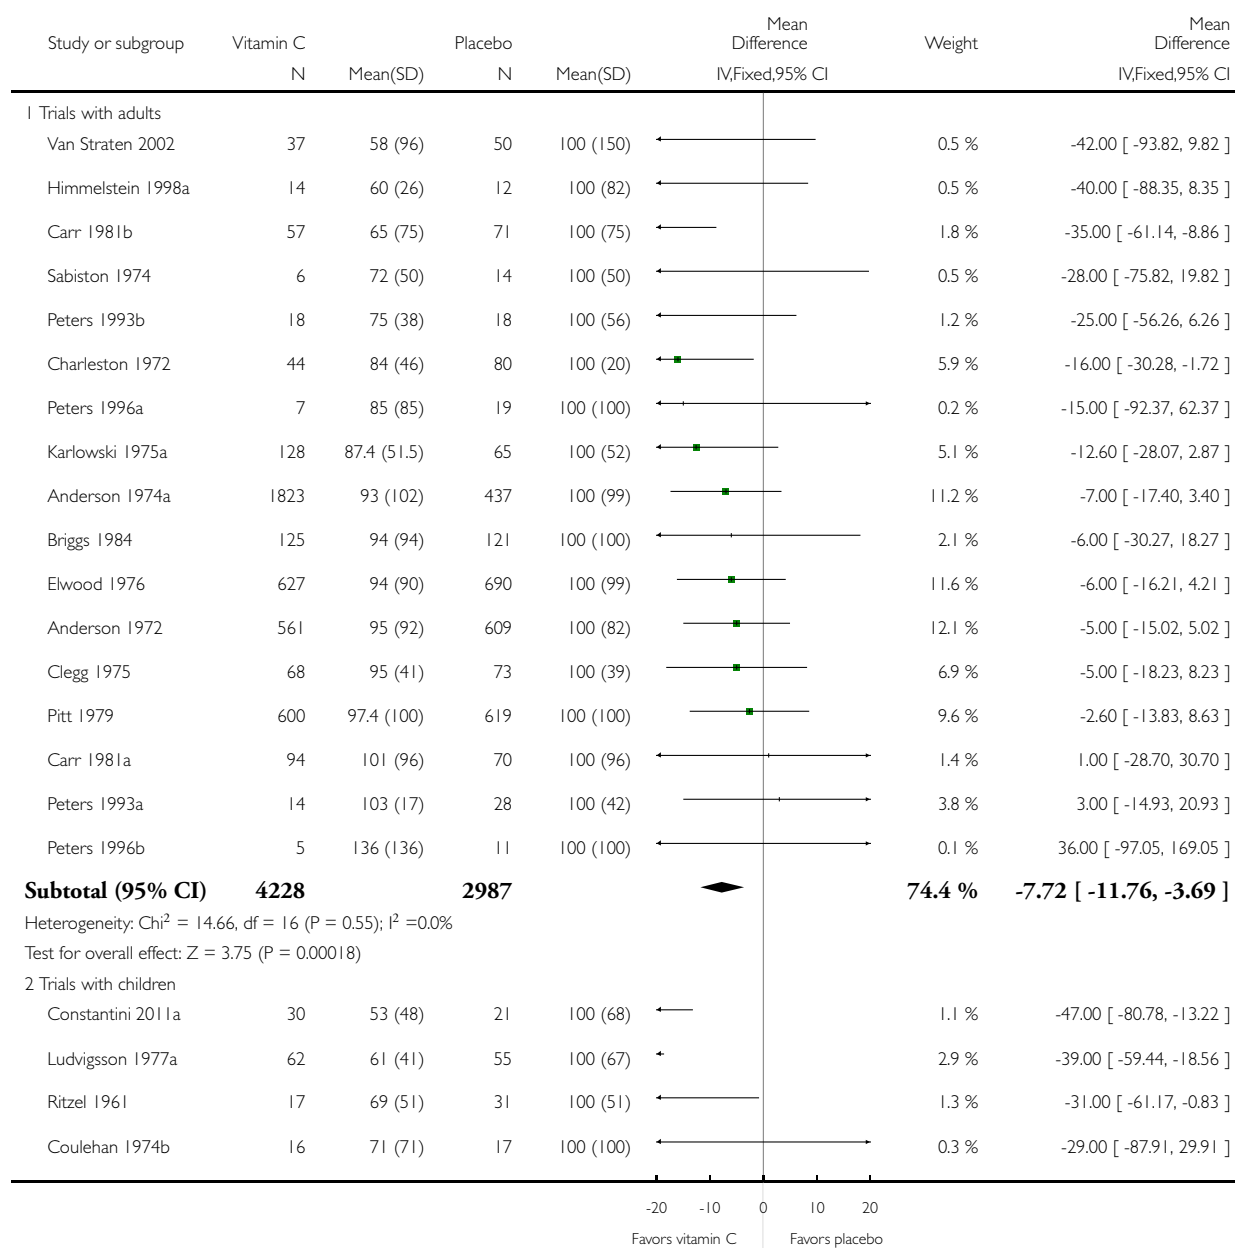 Mean Mean
Study or subgroup Vitamin C Placebo Difference Weight Difference
N Mean(SD) N Mean(SD) IV,Fixed,95% CI IV,Fixed,95% CI
1 Trials with adults
Van Straten 2002 37 58 (96) 50 100 (150) 0.5 % -42.00 [ -93.82, 9.82 ]
Himmelstein 1998a 14 60 (26) 12 100 (82) 0.5 % -40.00 [ -88.35, 8.35 ]
Carr 1981b 57 65 (75) 71 100 (75) 1.8 % -35.00 [ -61.14, -8.86 ]
Sabiston 1974 6 72 (50) 14 100 (50) 0.5 % -28.00 [ -75.82, 19.82 ]
Peters 1993b 18 75 (38) 18 100 (56) 1.2 % -25.00 [ -56.26, 6.26 ]
Charleston 1972 44 84 (46) 80 100 (20) 5.9 % -16.00 [ -30.28, -1.72 ]
Peters 1996a 7 85 (85) 19 100 (100) 0.2 % -15.00 [ -92.37, 62.37 ]
Karlowski 1975a 128 87.4 (51.5) 65 100 (52) 5.1 % -12.60 [ -28.07, 2.87 ]
Anderson 1974a 1823 93 (102) 437 100 (99) 11.2 % -7.00 [ -17.40, 3.40 ]
Briggs 1984 125 94 (94) 121 100 (100) 2.1 % -6.00 [ -30.27, 18.27 ]
Elwood 1976 627 94 (90) 690 100 (99) 11.6 % -6.00 [ -16.21, 4.21 ]
Anderson 1972 561 95 (92) 609 100 (82) 12.1 % -5.00 [ -15.02, 5.02 ]
Clegg 1975 68 95 (41) 73 100 (39) 6.9 % -5.00 [ -18.23, 8.23 ]
Pitt 1979 600 97.4 (100) 619 100 (100) 9.6 % -2.60 [ -13.83, 8.63 ]
Carr 1981a 94 101 (96) 70 100 (96) 1.4 % 1.00 [ -28.70, 30.70 ]
Peters 1993a 14 103 (17) 28 100 (42) 3.8 % 3.00 [ -14.93, 20.93 ]
Peters 1996b 5 136 (136) 11 100 (100) 0.1 % 36.00 [ -97.05, 169.05 ]
Subtotal (95% CI) 4228 2987 74.4 % -7.72 [ -11.76, -3.69 ]
Heterogeneity: Chi² = 14.66, df = 16 (P = 0.55); I² =0.0%
Test for overall effect: Z = 3.75 (P = 0.00018)
2 Trials with children
Constantini 2011a 30 53 (48) 21 100 (68) 1.1 % -47.00 [ -80.78, -13.22 ]
Ludvigsson 1977a 62 61 (41) 55 100 (67) 2.9 % -39.00 [ -59.44, -18.56 ]
Ritzel 1961 17 69 (51) 31 100 (51) 1.3 % -31.00 [ -61.17, -0.83 ]
Coulehan 1974b 16 71 (71) 17 100 (100) 0.3 % -29.00 [ -87.91, 29.91 ]
-20 -10 0 10 20
Favors vitamin C Favors placebo